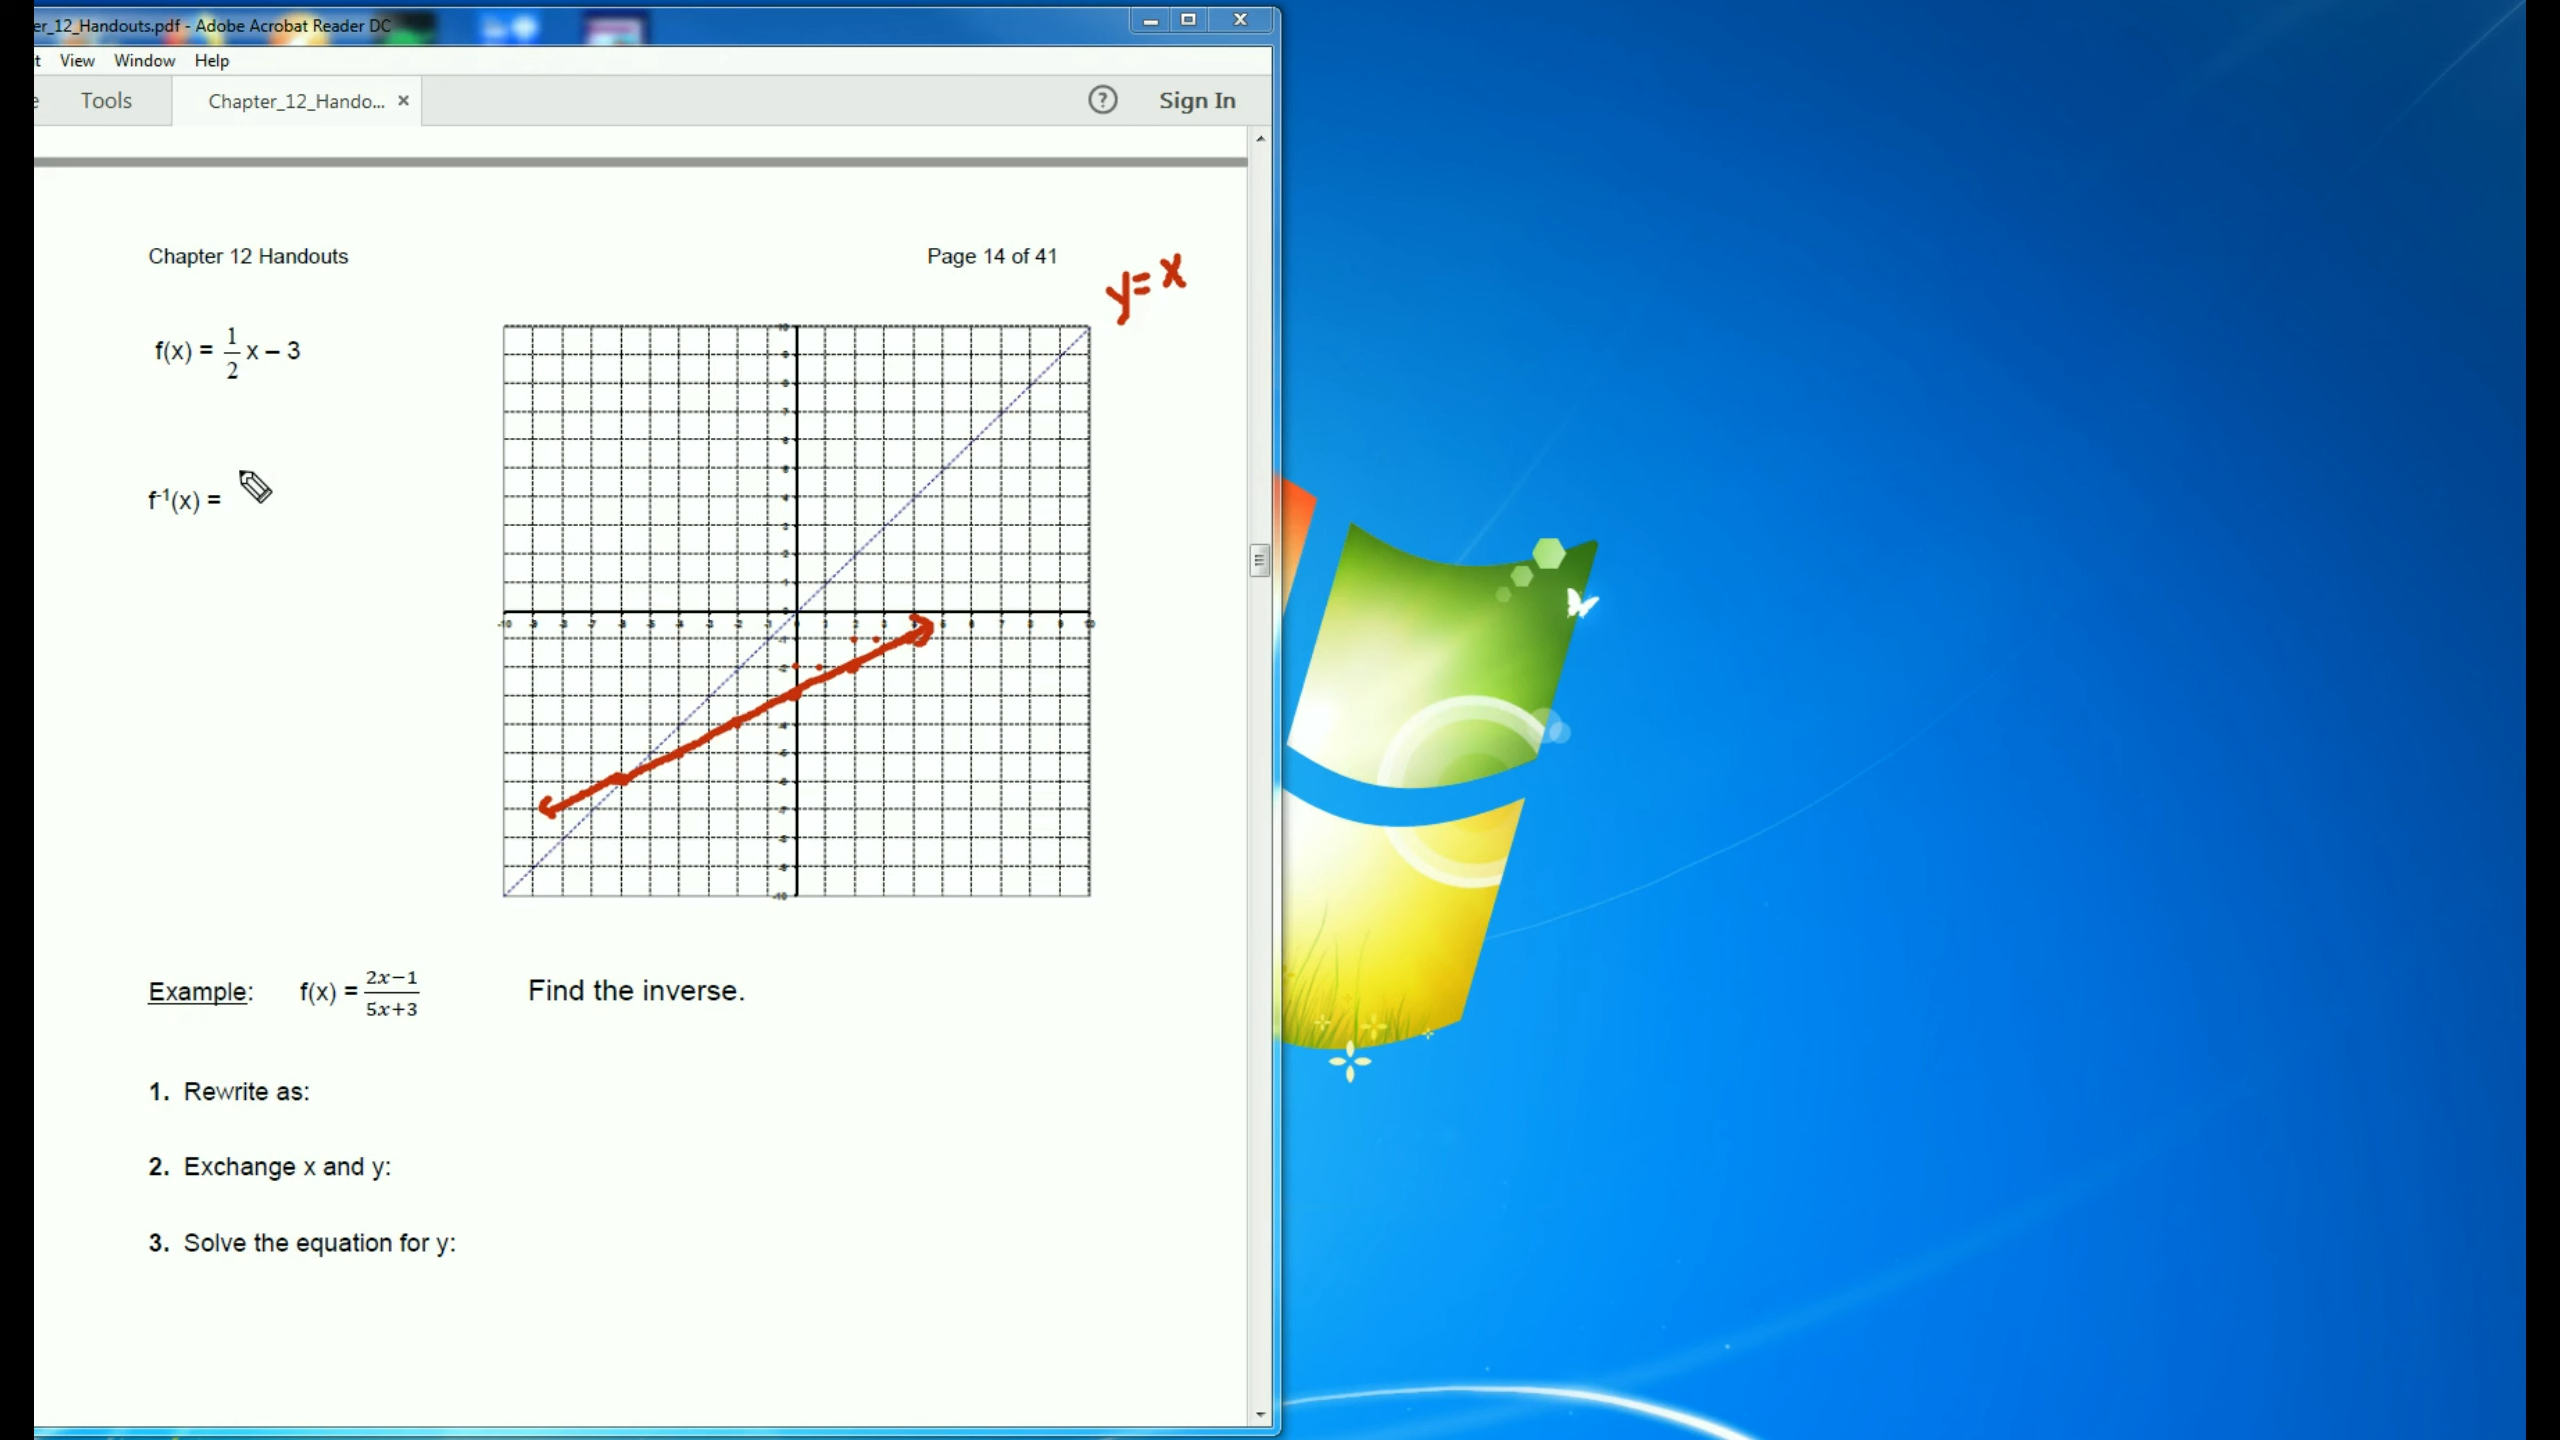 er_12_Handouts.pdf - Adobe Acrobat Reader DC
t View Window Help
e Tools Chapter_12_Hando... × ? Sign In
Chapter 12 Handouts Page 14 of 41
y = x
f(x) = 1/2 x – 3
f⁻¹(x) =
Example: f(x) = (2x−1)/(5x+3) Find the inverse.
1. Rewrite as:
2. Exchange x and y:
3. Solve the equation for y: